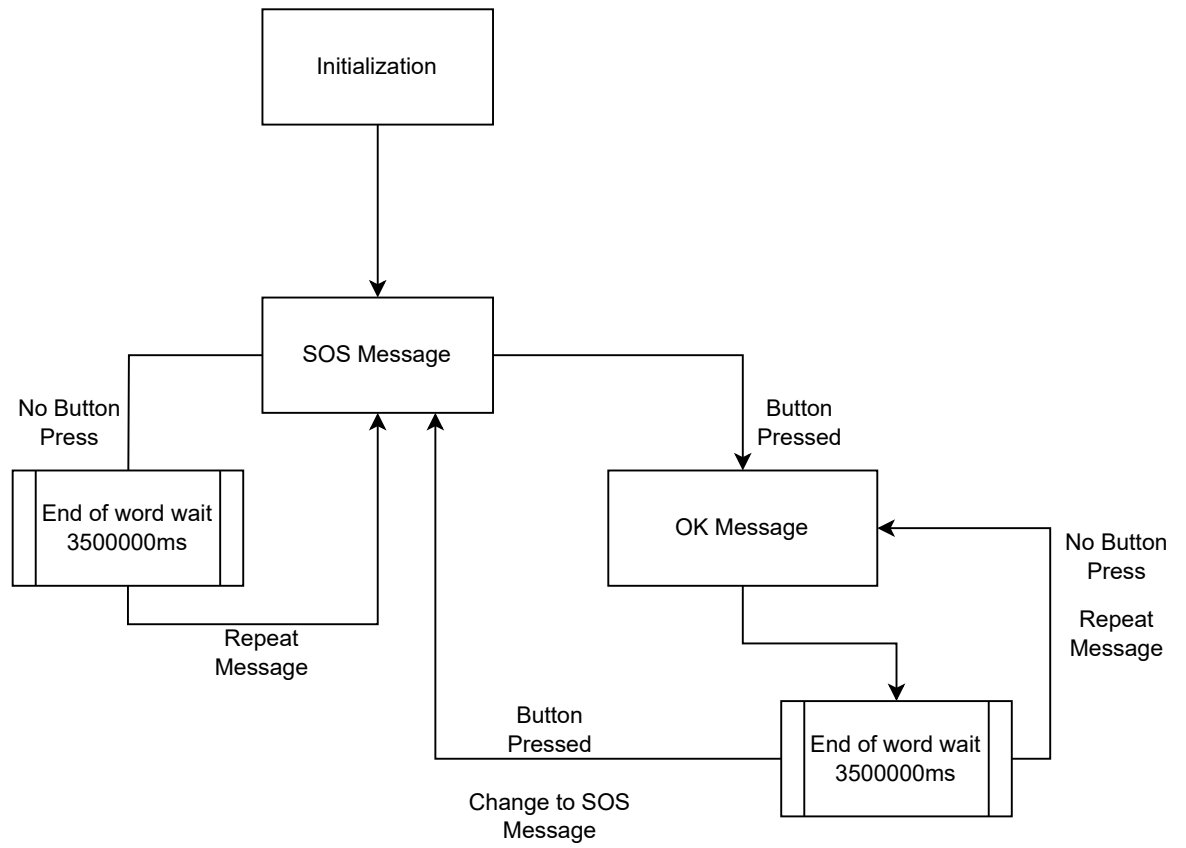 Initialization
SOS Message
No Button
Press
Button
Pressed
End of word wait
3500000ms
OK Message
No Button
Press
Repeat
Message
Repeat
Message
Button
Pressed
End of word wait
3500000ms
Change to SOS
Message